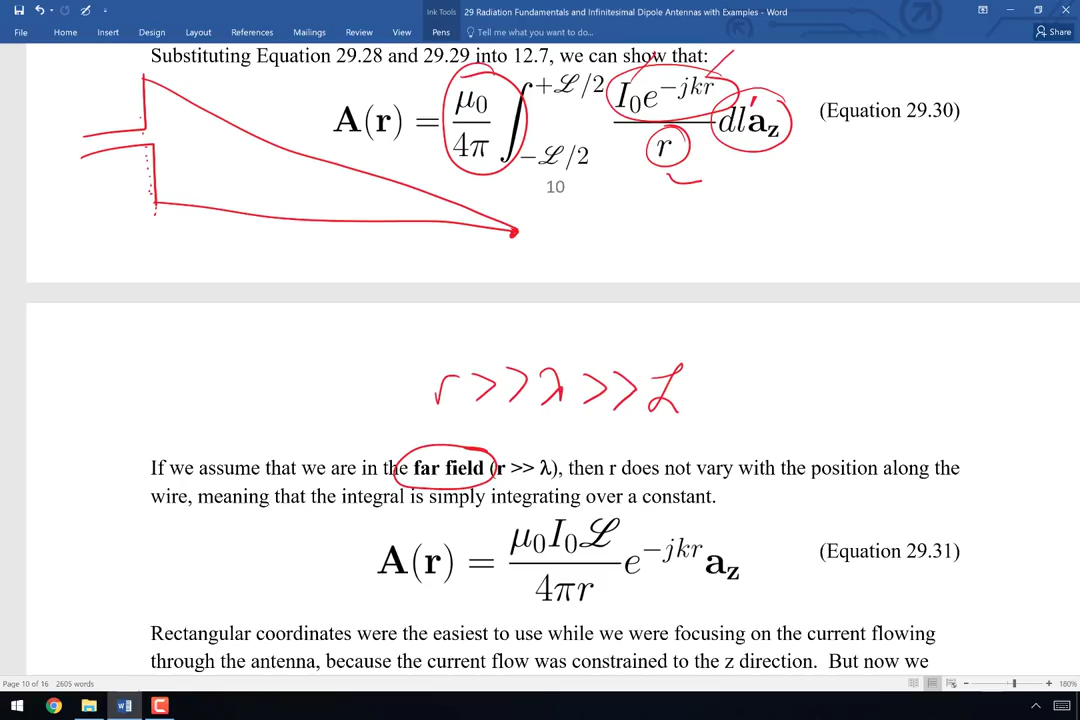 Ink Tools
29 Radiation Fundamentals and Infinitesimal Dipole Antennas with Examples - Word
File Home Insert Design Layout References Mailings Review View Pens Tell me what you want to do... Share
Substituting Equation 29.28 and 29.29 into 12.7, we can show that:
A(r) = μ₀/4π ∫_{−ℒ/2}^{+ℒ/2} I₀e^{−jkr}/r dl′a_z (Equation 29.30)
10
r >> λ >> ℒ
If we assume that we are in the far field (r >> λ), then r does not vary with the position along the
wire, meaning that the integral is simply integrating over a constant.
A(r) = μ₀I₀ℒ/4πr e^{−jkr} a_z (Equation 29.31)
Rectangular coordinates were the easiest to use while we were focusing on the current flowing
through the antenna, because the current flow was constrained to the z direction. But now we
Page 10 of 16 2605 words 180%